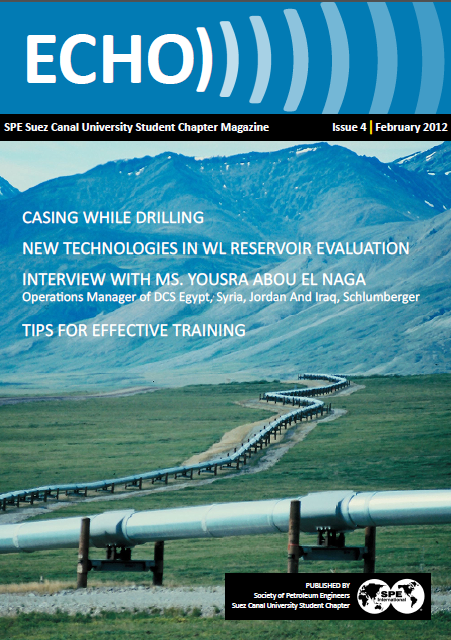 ECHO
SPE Suez Canal University Student Chapter Magazine
Issue 4 | February 2012
CASING WHILE DRILLING
NEW TECHNOLOGIES IN WL RESERVOIR EVALUATION
INTERVIEW WITH MS. YOUSRA ABOU EL NAGA
Operations Manager of DCS Egypt, Syria, Jordan And Iraq, Schlumberger
TIPS FOR EFFECTIVE TRAINING
PUBLISHED BY
Society of Petroleum Engineers
Suez Canal University Student Chapter
SPE
International